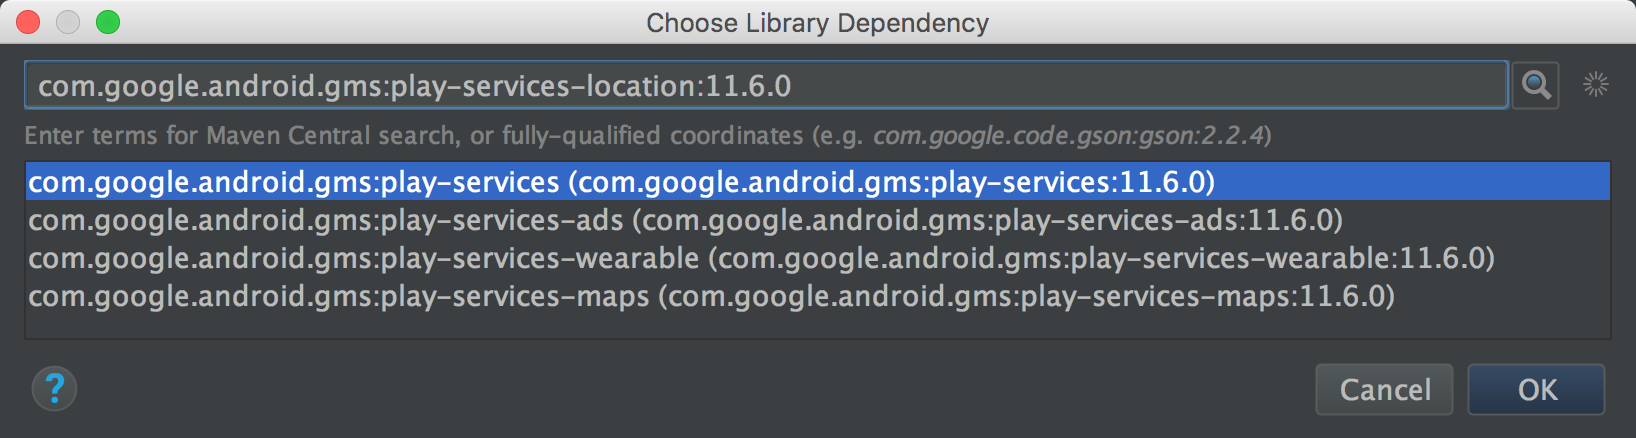 Choose Library Dependency
com.google.android.gms:play-services-location:11.6.0
Enter terms for Maven Central search, or fully-qualified coordinates (e.g. com.google.code.gson:gson:2.2.4)
com.google.android.gms:play-services (com.google.android.gms:play-services:11.6.0)
com.google.android.gms:play-services-ads (com.google.android.gms:play-services-ads:11.6.0)
com.google.android.gms:play-services-wearable (com.google.android.gms:play-services-wearable:11.6.0)
com.google.android.gms:play-services-maps (com.google.android.gms:play-services-maps:11.6.0)
? Cancel OK